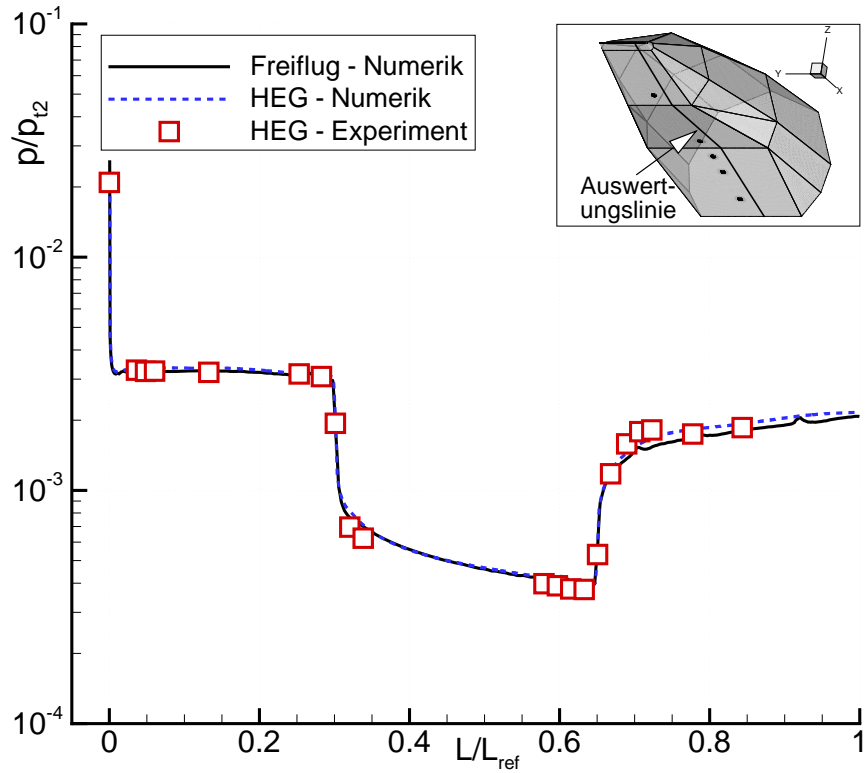 10⁻¹
Freiflug - Numerik
HEG - Numerik
HEG - Experiment
Z
Y
X
Auswert-
ungslinie
p/pₜ₂
10⁻²
10⁻³
10⁻⁴
0 0.2 0.4 0.6 0.8 1
L/L_ref